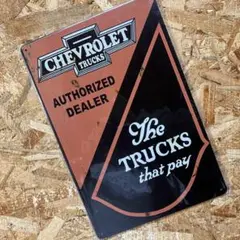 CHEVROLET
TRUCKS
AUTHORIZED
DEALER
The
TRUCKS
that pay